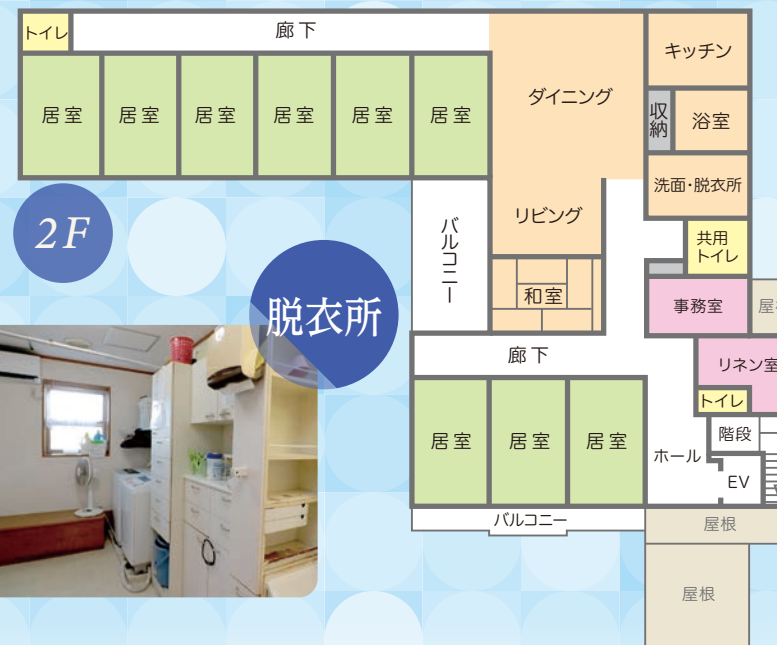 トイレ
廊下
キッチン
ダイニング
居室
居室
居室
居室
居室
居室
収納
浴室
洗面・脱衣所
2F
バルコニー
リビング
共用
トイレ
脱衣所
和室
事務室
廊下
リネン室
トイレ
居室
居室
居室
階段
ホール
EV
バルコニー
屋根
屋根